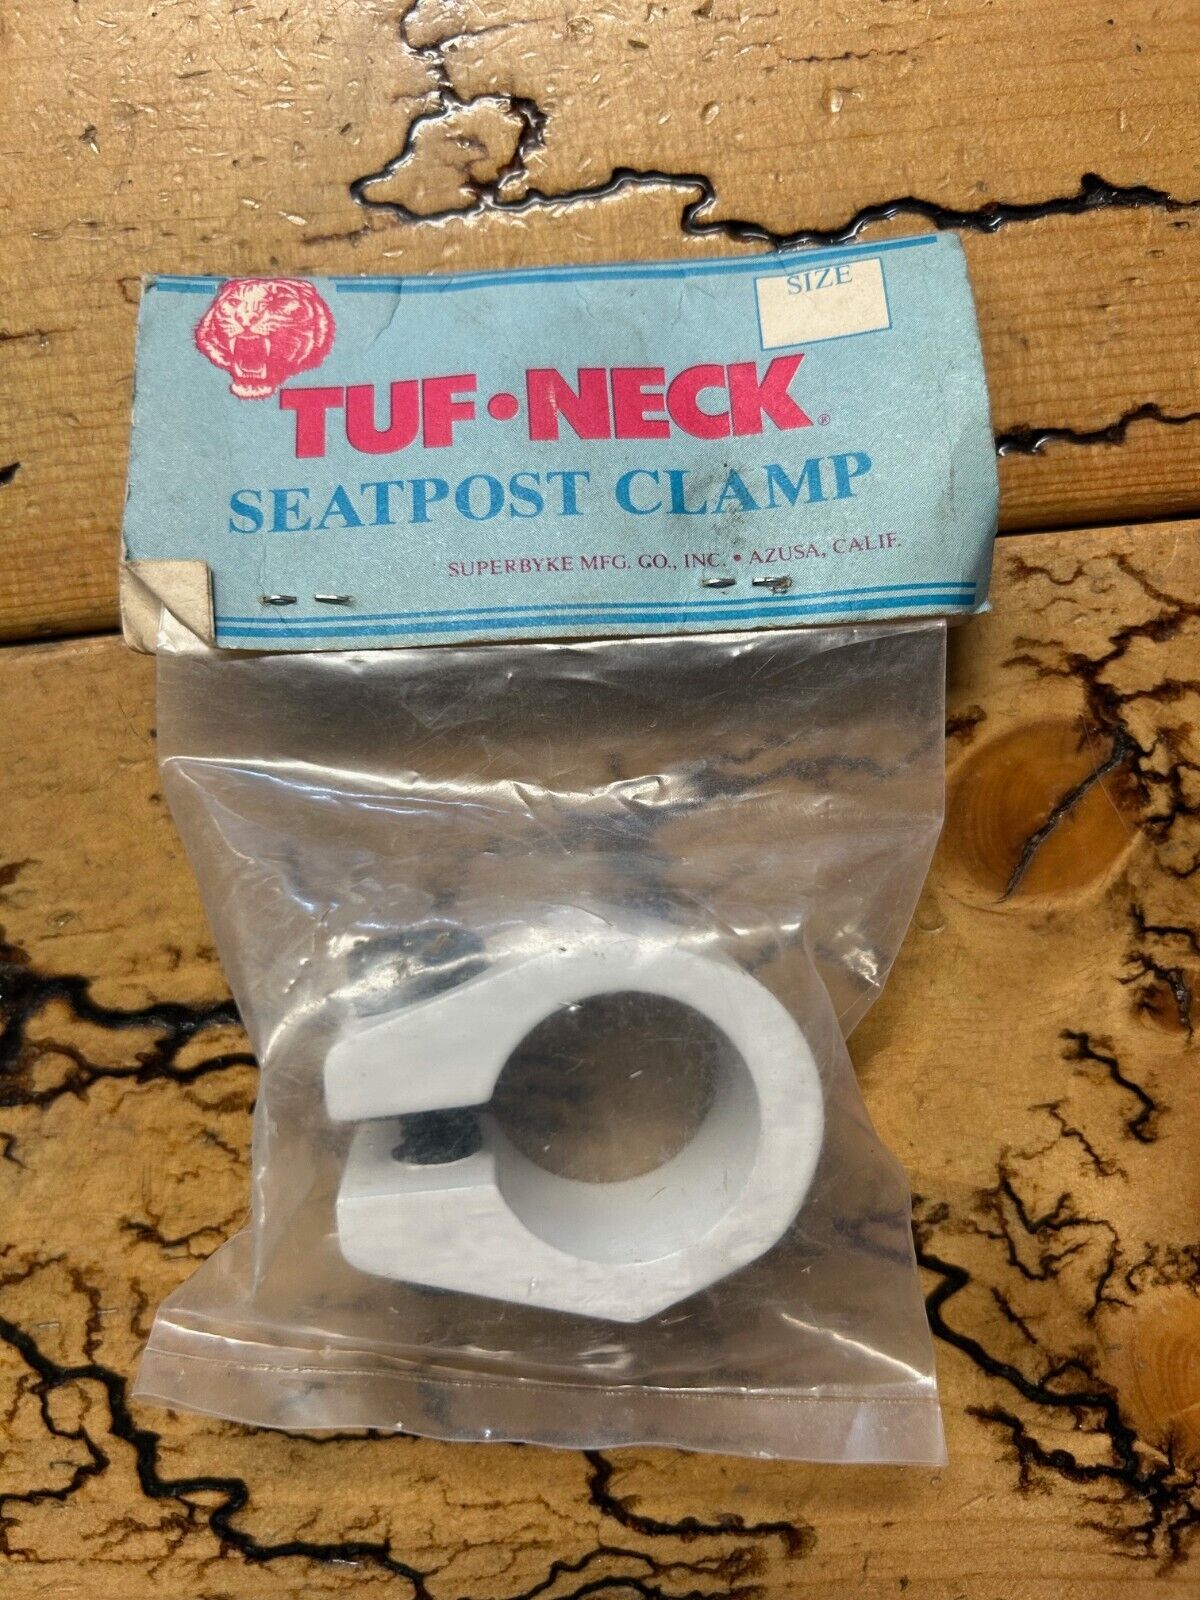 SIZE
TUF•NECK®
SEATPOST CLAMP
SUPERBYKE MFG. CO., INC. • AZUSA, CALIF.